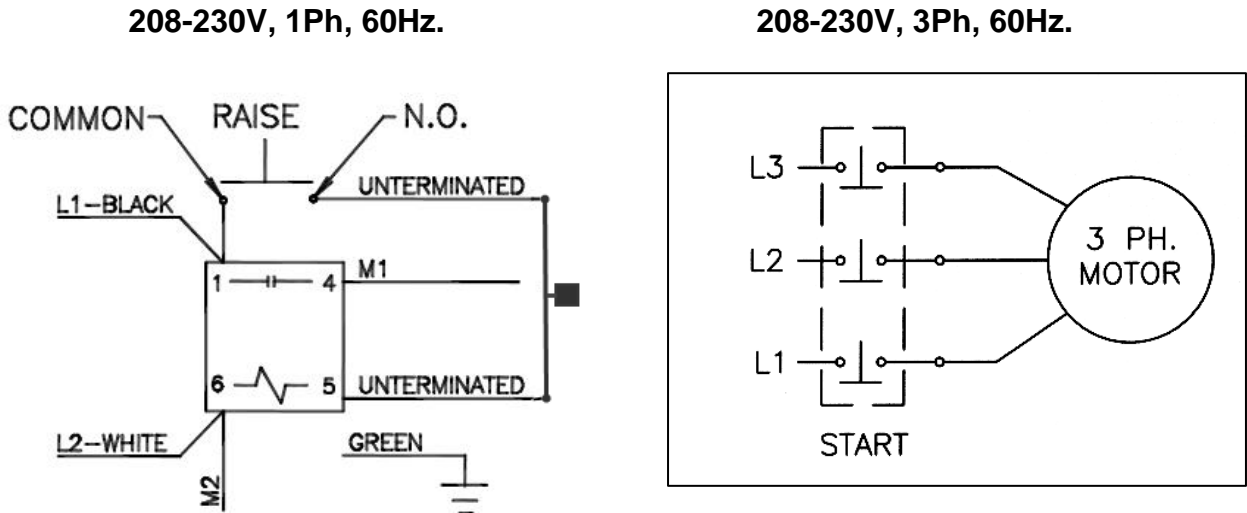 208-230V, 1Ph, 60Hz.
208-230V, 3Ph, 60Hz.
COMMON
RAISE
N.O.
L1-BLACK
UNTERMINATED
1
4
M1
6
5
UNTERMINATED
L2-WHITE
GREEN
M2
L3
L2
L1
3 PH.
MOTOR
START